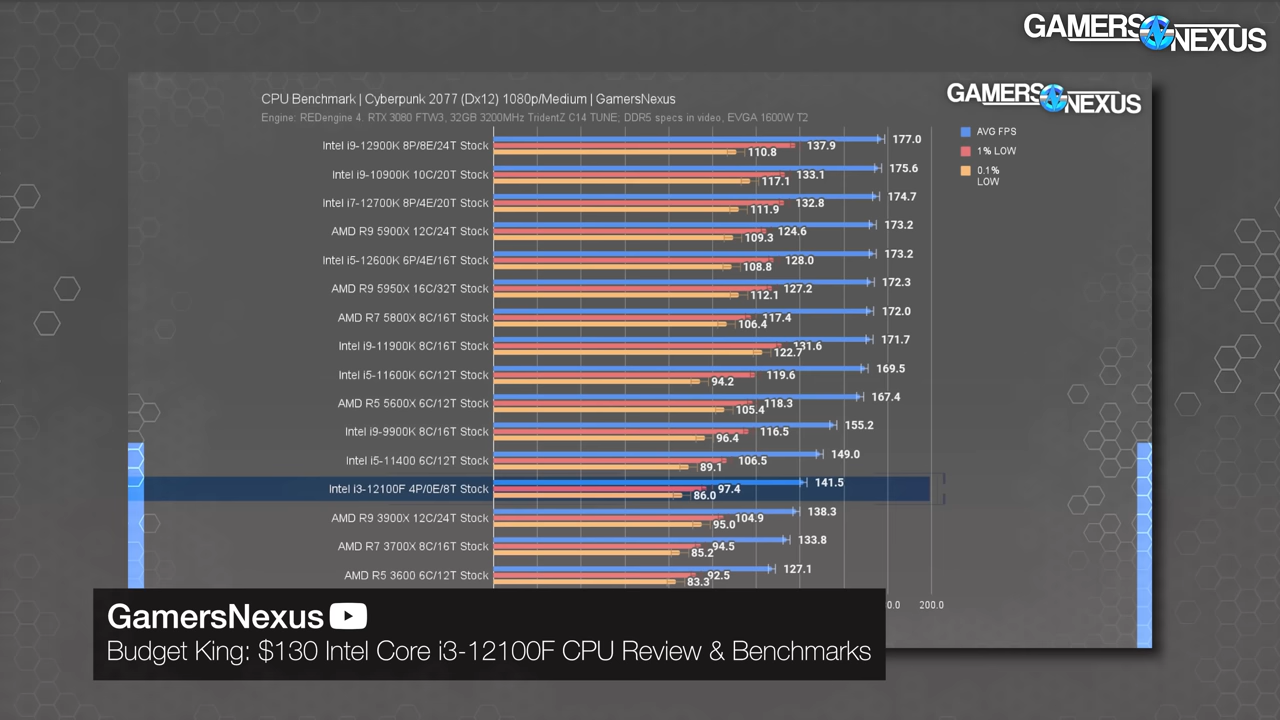 GAMERS NEXUS
GAMERS NEXUS
CPU Benchmark | Cyberpunk 2077 (Dx12) 1080p/Medium | GamersNexus
Engine: REDengine 4. RTX 3080 FTW3, 32GB 3200MHz TridentZ C14 TUNE; DDR5 specs in video, EVGA 1600W T2
AVG FPS
1% LOW
0.1%
LOW
Intel i9-12900K 8P/8E/24T Stock 177.0 137.9 110.8
Intel i9-10900K 10C/20T Stock 175.6 133.1 117.1
Intel i7-12700K 8P/4E/20T Stock 174.7 132.8 111.9
AMD R9 5900X 12C/24T Stock 173.2 124.6 109.3
Intel i5-12600K 6P/4E/16T Stock 173.2 128.0 108.8
AMD R9 5950X 16C/32T Stock 172.3 127.2 112.1
AMD R7 5800X 8C/16T Stock 172.0 117.4 106.4
Intel i9-11900K 8C/16T Stock 171.7 131.6 122.7
Intel i5-11600K 6C/12T Stock 169.5 119.6 94.2
AMD R5 5600X 6C/12T Stock 167.4 118.3 105.4
Intel i9-9900K 8C/16T Stock 155.2 116.5 96.4
Intel i5-11400 6C/12T Stock 149.0 106.5 89.1
Intel i3-12100F 4P/0E/8T Stock 141.5 97.4 86.0
AMD R9 3900X 12C/24T Stock 138.3 104.9 95.0
AMD R7 3700X 8C/16T Stock 133.8 94.5 85.2
AMD R5 3600 6C/12T Stock 127.1 92.5 83.3
200.0
GamersNexus
Budget King: $130 Intel Core i3-12100F CPU Review & Benchmarks